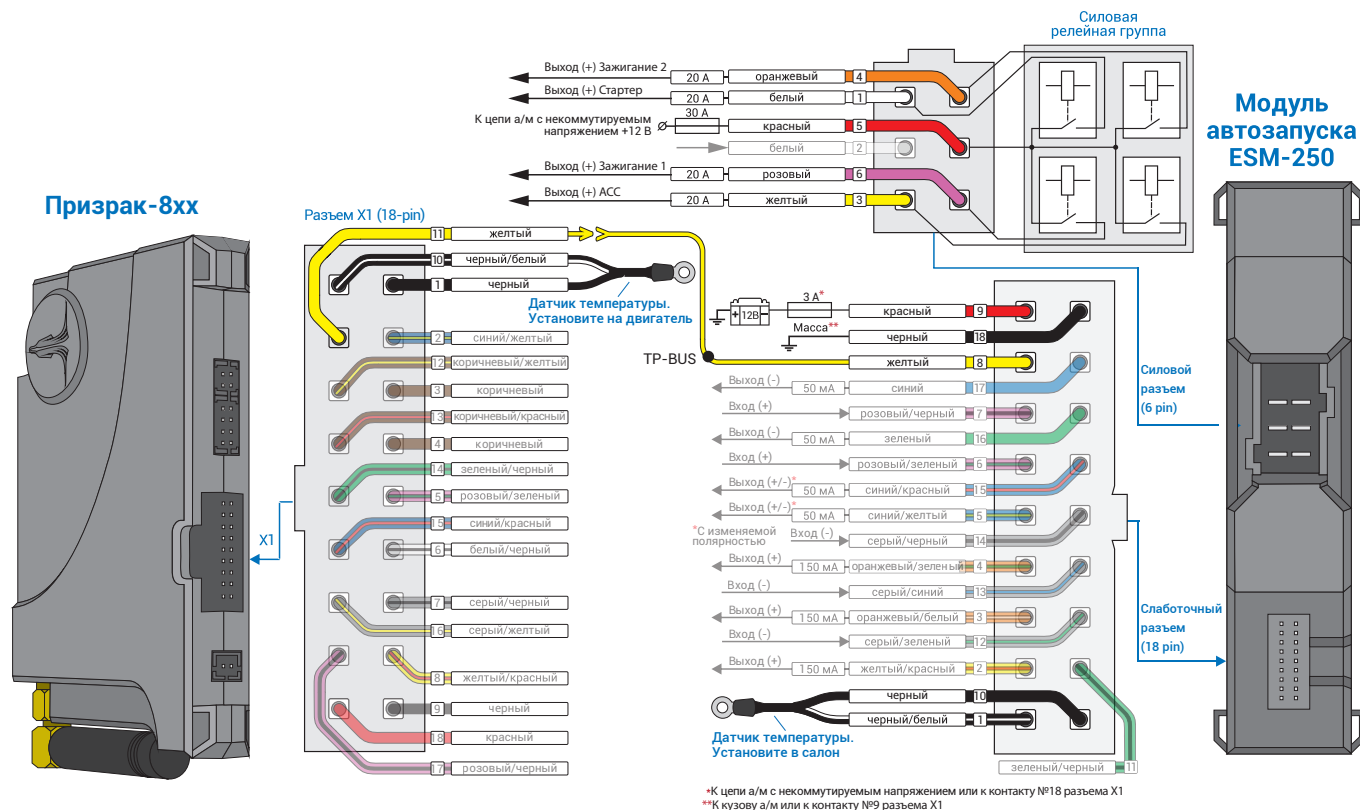 Силовая
релейная группа
Выход (+) Зажигание 2
20 А
оранжевый
4
Выход (+) Стартер
20 А
белый
1
30 А
К цепи а/м с некоммутируемым
напряжением +12 В
красный
5
белый
2
Выход (+) Зажигание 1
20 А
розовый
6
Выход (+) АСС
20 А
желтый
3
Модуль
автозапуска
ESM-250
Призрак-8xx
Разъем X1 (18-pin)
11 желтый
10 черный/белый
1 черный
Датчик температуры.
Установите на двигатель
2 синий/желтый
12 коричневый/желтый
3 коричневый
13 коричневый/красный
4 коричневый
14 зеленый/черный
5 розовый/зеленый
15 синий/красный
6 белый/черный
7 серый/черный
16 серый/желтый
8 желтый/красный
9 черный
18 красный
17 розовый/черный
X1
TP-BUS
+ 12В -
3 А*
красный 9
Масса**
черный 18
желтый 8
Выход (-) 50 мА синий 17
Вход (+) розовый/черный 7
Выход (-) 50 мА зеленый 16
Вход (+) розовый/зеленый 6
Выход (+/-)* 50 мА синий/красный 15
Выход (+/-)* 50 мА синий/желтый 5
*С изменяемой
полярностью
Вход (-) серый/черный 14
Выход (+) 150 мА оранжевый/зеленый 4
Вход (-) серый/синий 13
Выход (+) 150 мА оранжевый/белый 3
Вход (-) серый/зеленый 12
Выход (+) 150 мА желтый/красный 2
черный 10
черный/белый 1
Датчик температуры.
Установите в салон
зеленый/черный 11
Силовой
разъем
(6 pin)
Слаботочный
разъем
(18 pin)
*К цепи а/м с некоммутируемым напряжением или к контакту №18 разъема X1
**К кузову а/м или к контакту №9 разъема X1